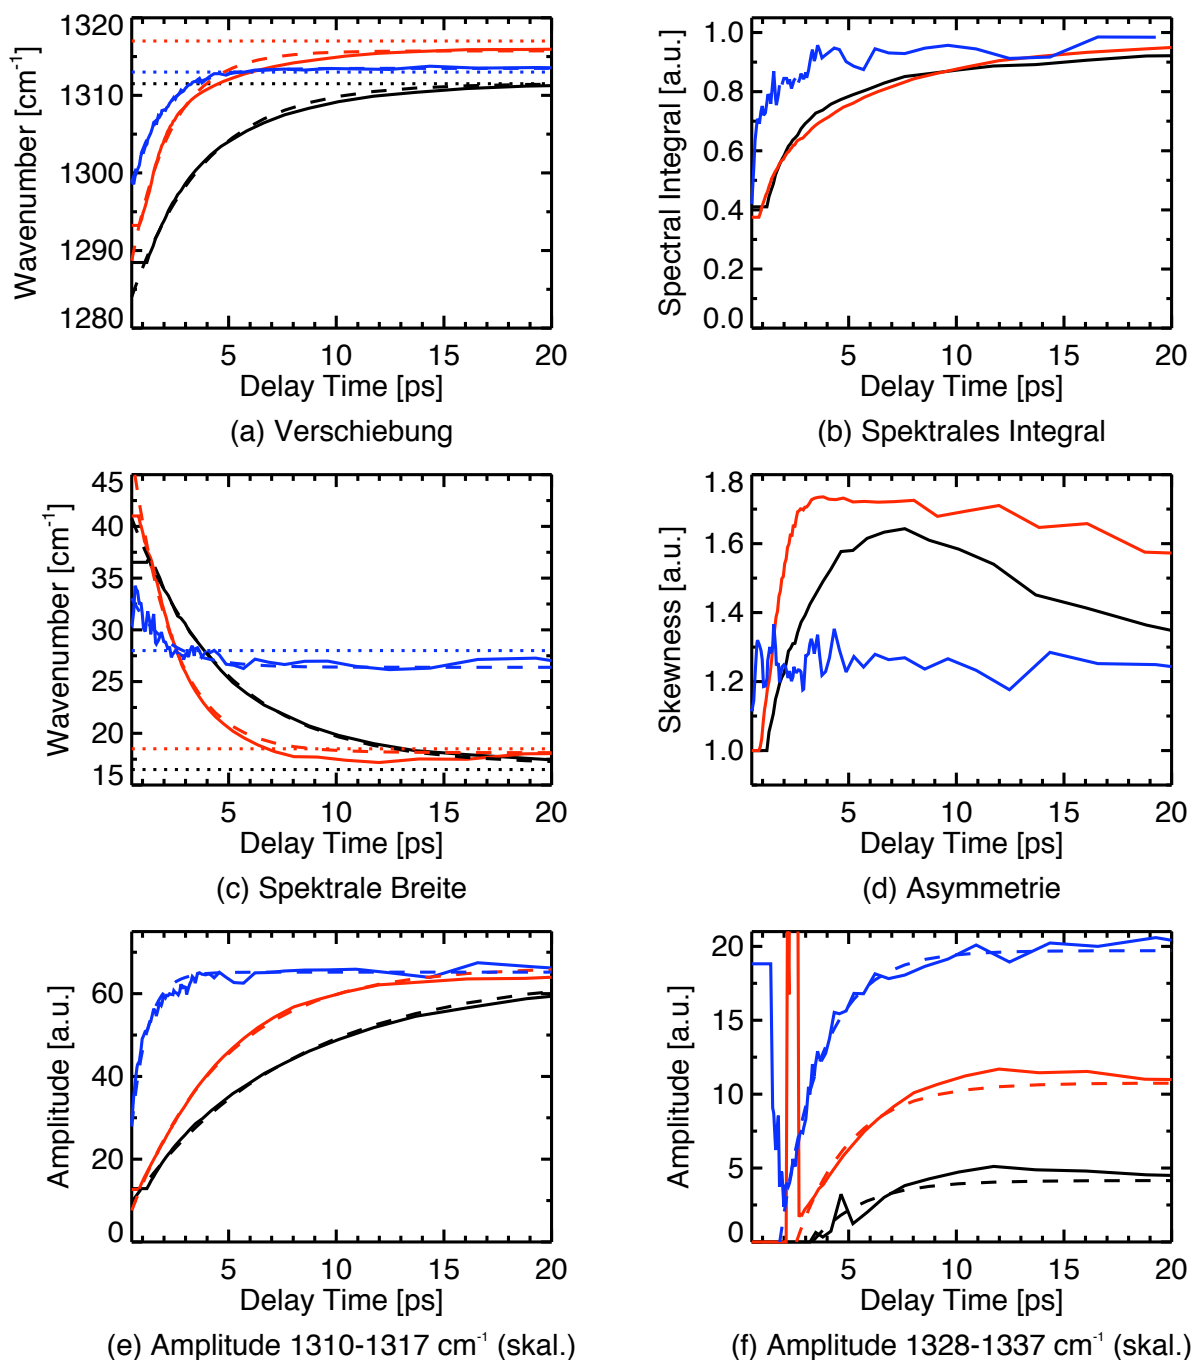 1320
1310
1300
1290
1280
Wavenumber [cm⁻¹]
5 10 15 20
Delay Time [ps]
(a) Verschiebung
1.0
0.8
0.6
0.4
0.2
0.0
Spectral Integral [a.u.]
5 10 15 20
Delay Time [ps]
(b) Spektrales Integral
45
40
35
30
25
20
15
Wavenumber [cm⁻¹]
5 10 15 20
Delay Time [ps]
(c) Spektrale Breite
1.8
1.6
1.4
1.2
1.0
Skewness [a.u.]
5 10 15 20
Delay Time [ps]
(d) Asymmetrie
60
40
20
0
Amplitude [a.u.]
5 10 15 20
Delay Time [ps]
(e) Amplitude 1310-1317 cm⁻¹ (skal.)
20
15
10
5
0
Amplitude [a.u.]
5 10 15 20
Delay Time [ps]
(f) Amplitude 1328-1337 cm⁻¹ (skal.)